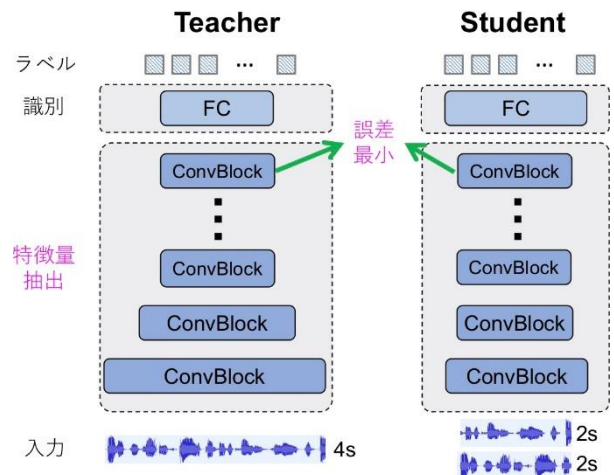 Teacher
Student
ラベル
...
...
識別
FC
FC
誤差
最小
ConvBlock
ConvBlock
特徴量
抽出
ConvBlock
ConvBlock
ConvBlock
ConvBlock
ConvBlock
ConvBlock
入力
4s
2s
2s